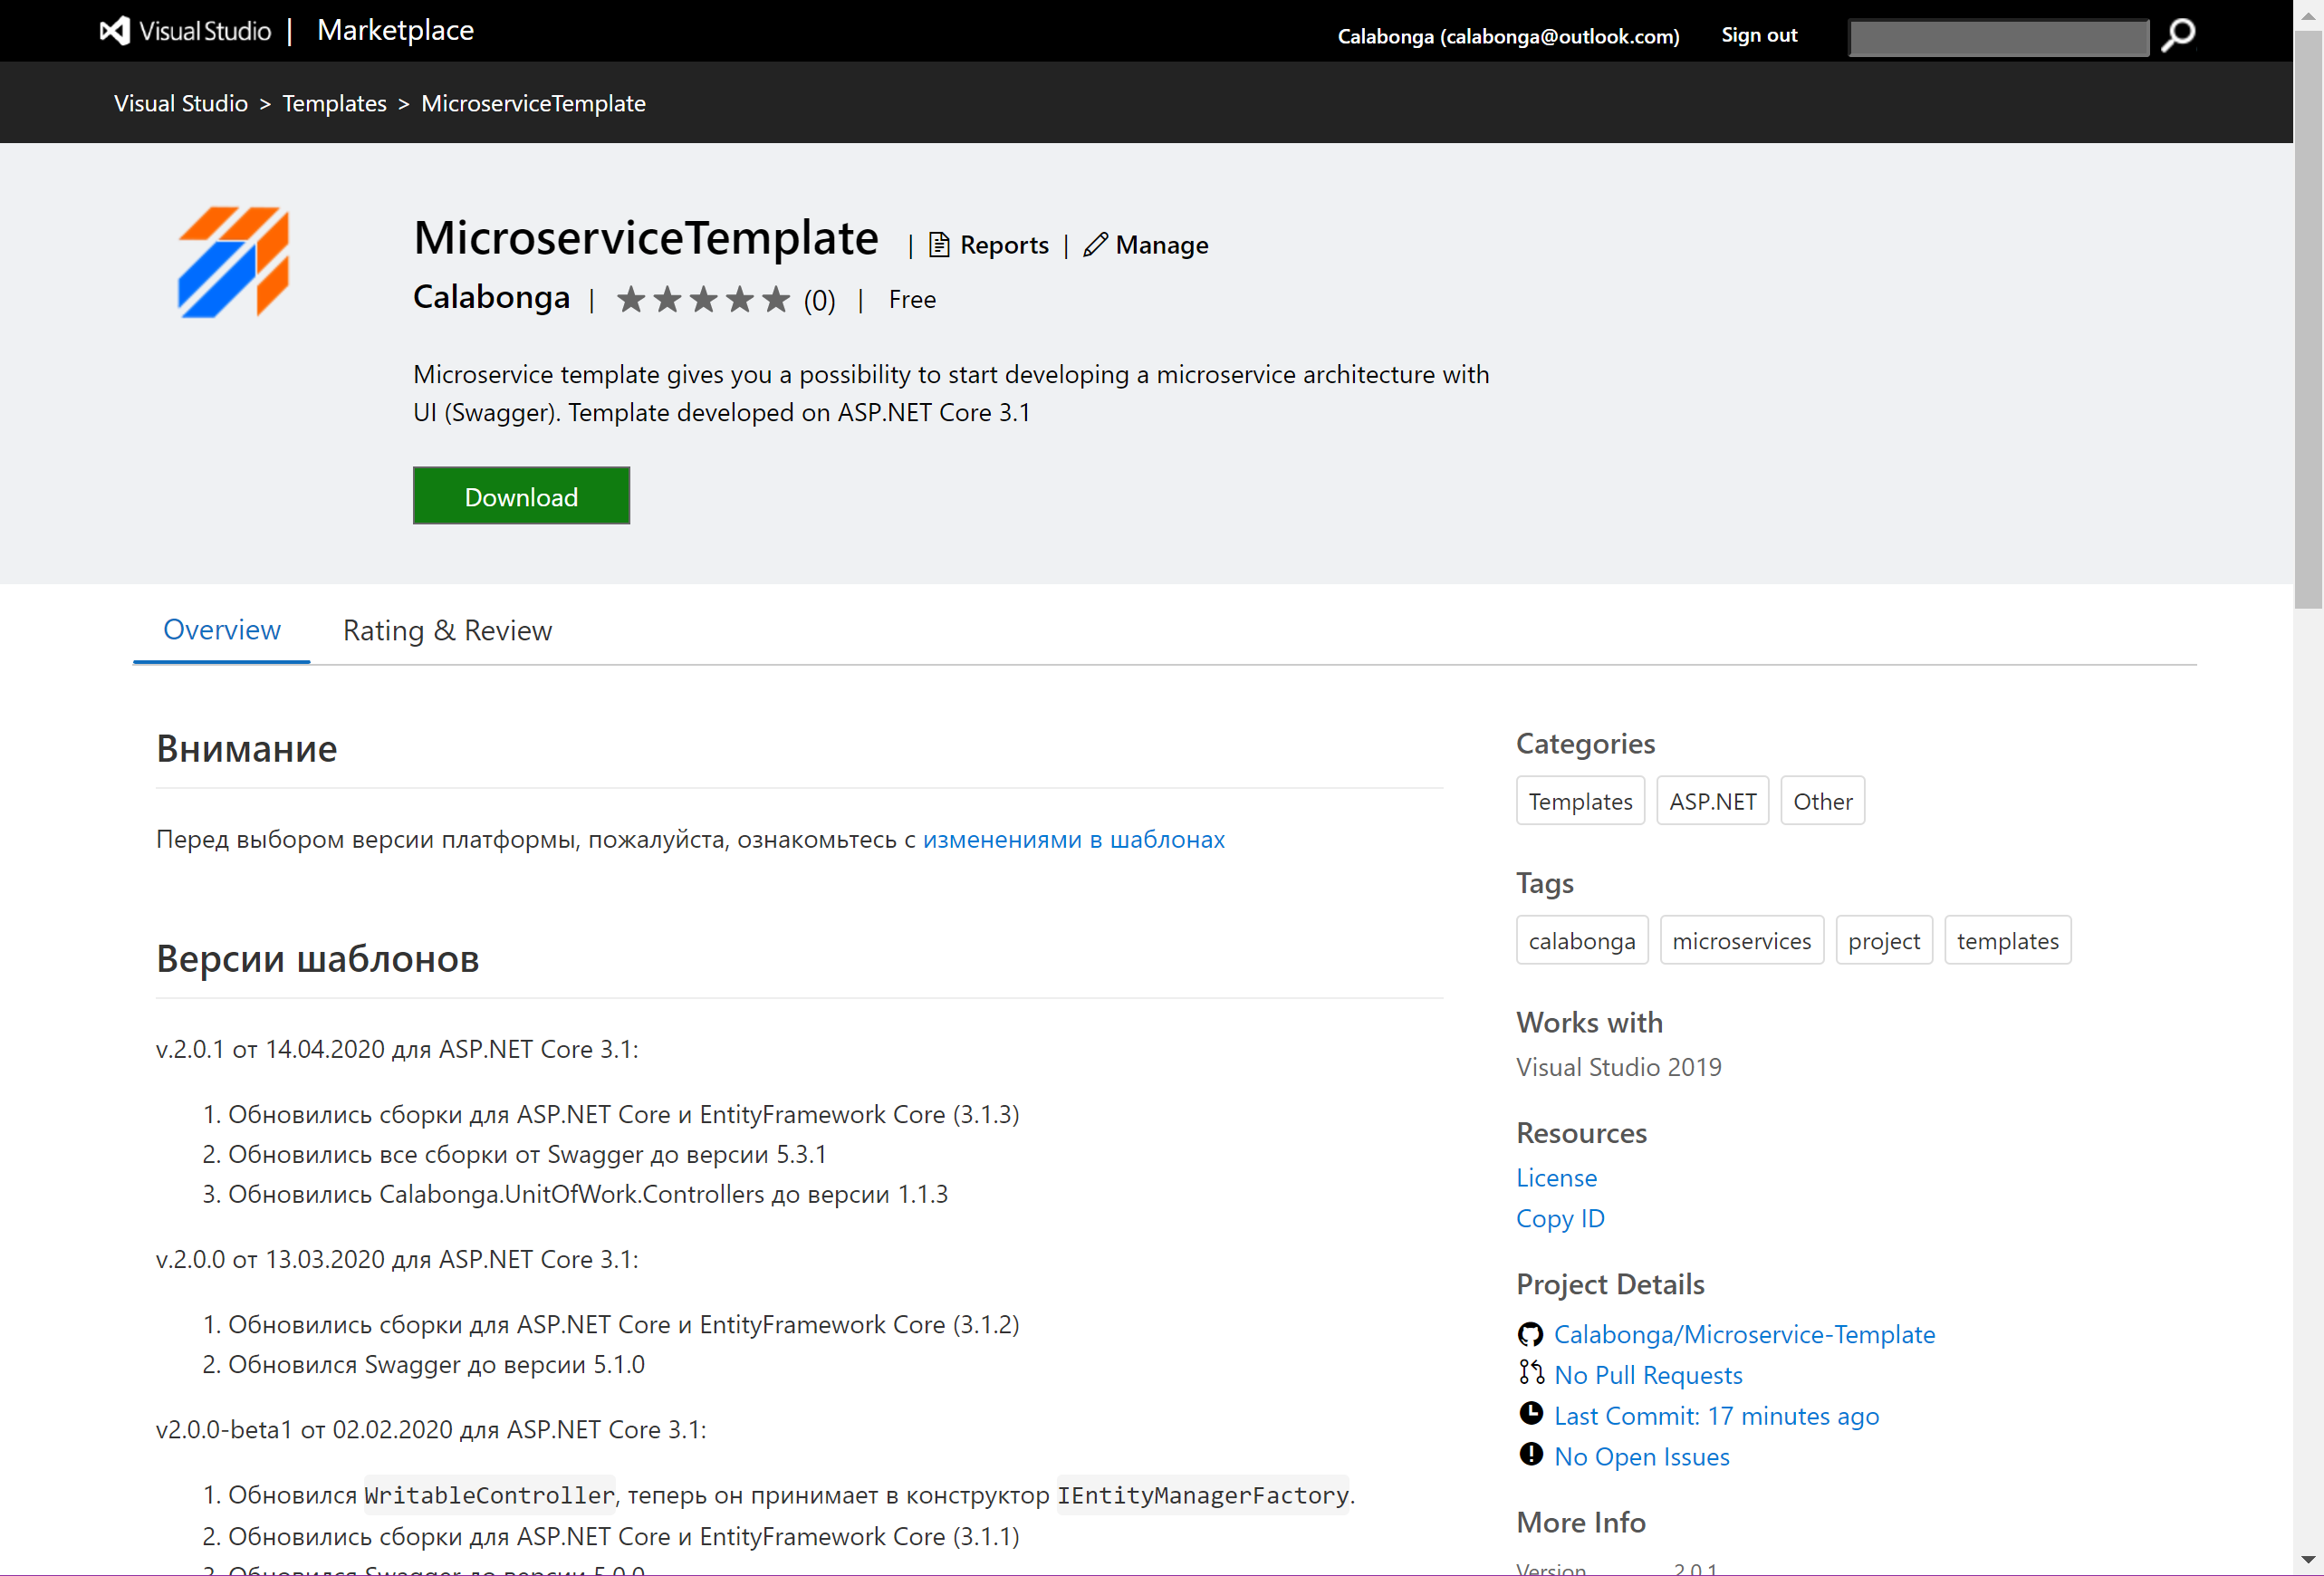 Visual Studio | Marketplace
Calabonga (calabonga@outlook.com) Sign out
Visual Studio > Templates > MicroserviceTemplate
MicroserviceTemplate | Reports | Manage
Calabonga | (0) | Free
Microservice template gives you a possibility to start developing a microservice architecture with
UI (Swagger). Template developed on ASP.NET Core 3.1
Download
Overview Rating & Review
Внимание
Перед выбором версии платформы, пожалуйста, ознакомьтесь с изменениями в шаблонах
Версии шаблонов
v.2.0.1 от 14.04.2020 для ASP.NET Core 3.1:
1. Обновились сборки для ASP.NET Core и EntityFramework Core (3.1.3)
2. Обновились все сборки от Swagger до версии 5.3.1
3. Обновились Calabonga.UnitOfWork.Controllers до версии 1.1.3
v.2.0.0 от 13.03.2020 для ASP.NET Core 3.1:
1. Обновились сборки для ASP.NET Core и EntityFramework Core (3.1.2)
2. Обновился Swagger до версии 5.1.0
v2.0.0-beta1 от 02.02.2020 для ASP.NET Core 3.1:
1. Обновился WritableController, теперь он принимает в конструктор IEntityManagerFactory.
2. Обновились сборки для ASP.NET Core и EntityFramework Core (3.1.1)
3. Обновился Swagger до версии 5.0.0
Categories
Templates ASP.NET Other
Tags
calabonga microservices project templates
Works with
Visual Studio 2019
Resources
License
Copy ID
Project Details
Calabonga/Microservice-Template
No Pull Requests
Last Commit: 17 minutes ago
No Open Issues
More Info
Version 2.0.1